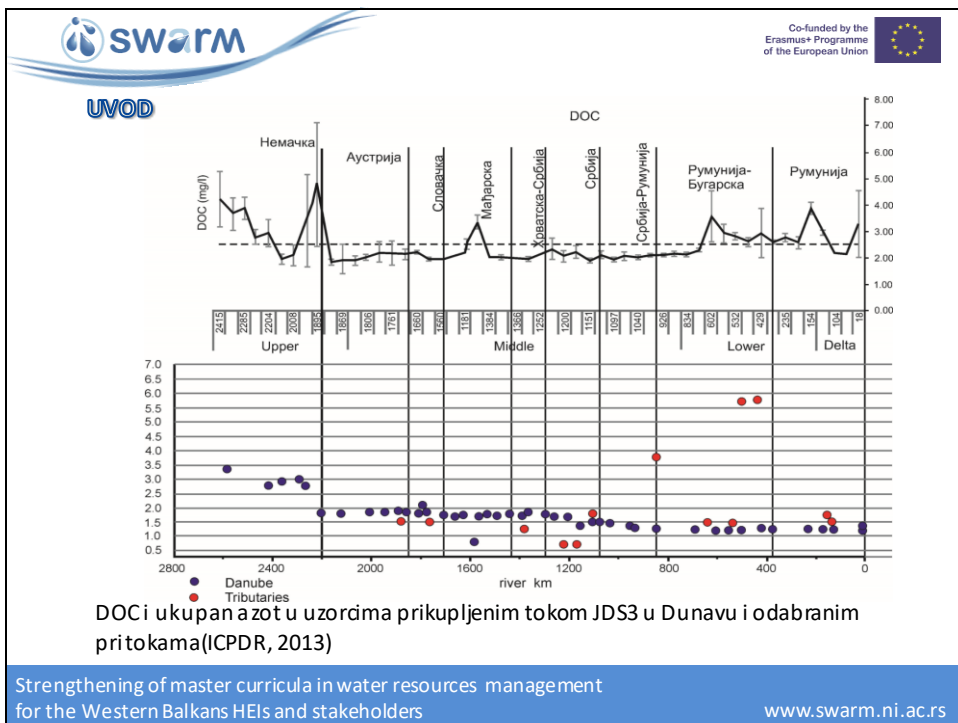 swarm
Co-funded by the
Erasmus+ Programme
of the European Union
UVOD
DOC
Немачка
Аустрија
Словачка
Мађарска
Хрватска-Србија
Србија
Србија-Румунија
Румунија-
Бугарска
Румунија
DOC (mg/l)
8.00
7.00
6.00
5.00
4.00
3.00
2.00
1.00
0.00
2415 2285 2204 2008 1895 1869 1806 1761 1660 1560 1181 1384 1366 1252 1200 1151 1097 1040 926 834 602 532 429 235 154 104 18
Upper Middle Lower Delta
7.0
6.5
6.0
5.5
5.0
4.5
4.0
3.5
3.0
2.5
2.0
1.5
1.0
0.5
2800 2400 2000 1600 1200 800 400 0
river km
Danube
Tributaries
DOC i ukupan azot u uzorcima prikupljenim tokom JDS3 u Dunavu i odabranim
pritokama(ICPDR, 2013)
Strengthening of master curricula in water resources management
for the Western Balkans HEIs and stakeholders
www.swarm.ni.ac.rs